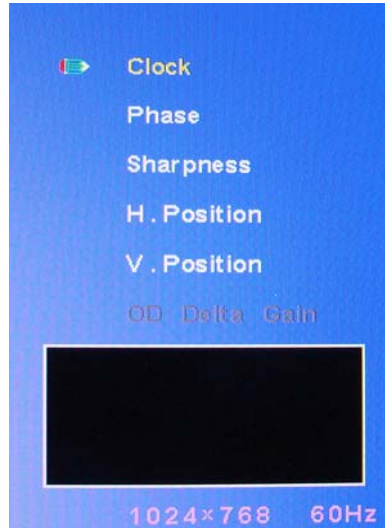 Clock
Phase
Sharpness
H.Position
V.Position
OD Delta Gain
1024×768 60Hz